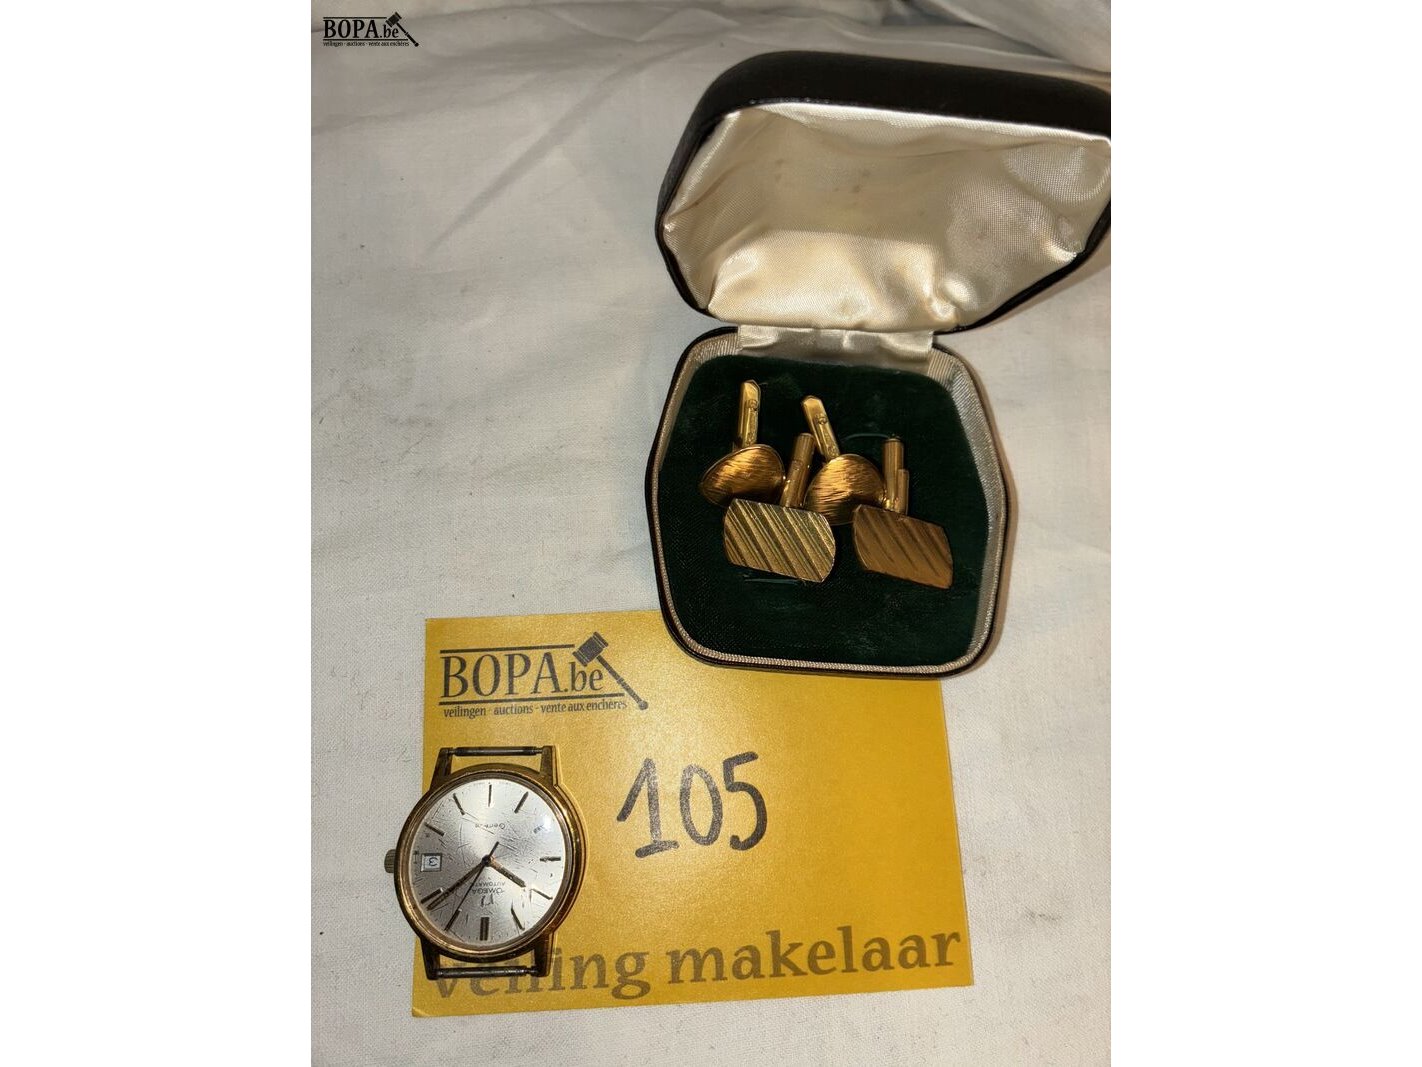 BOPA.be
veilingen - auctions - vente aux enchères
BOPA.be
veilingen - auctions - vente aux enchères
105
Genève
3
AUTOMATIC
OMEGA
veiling makelaar